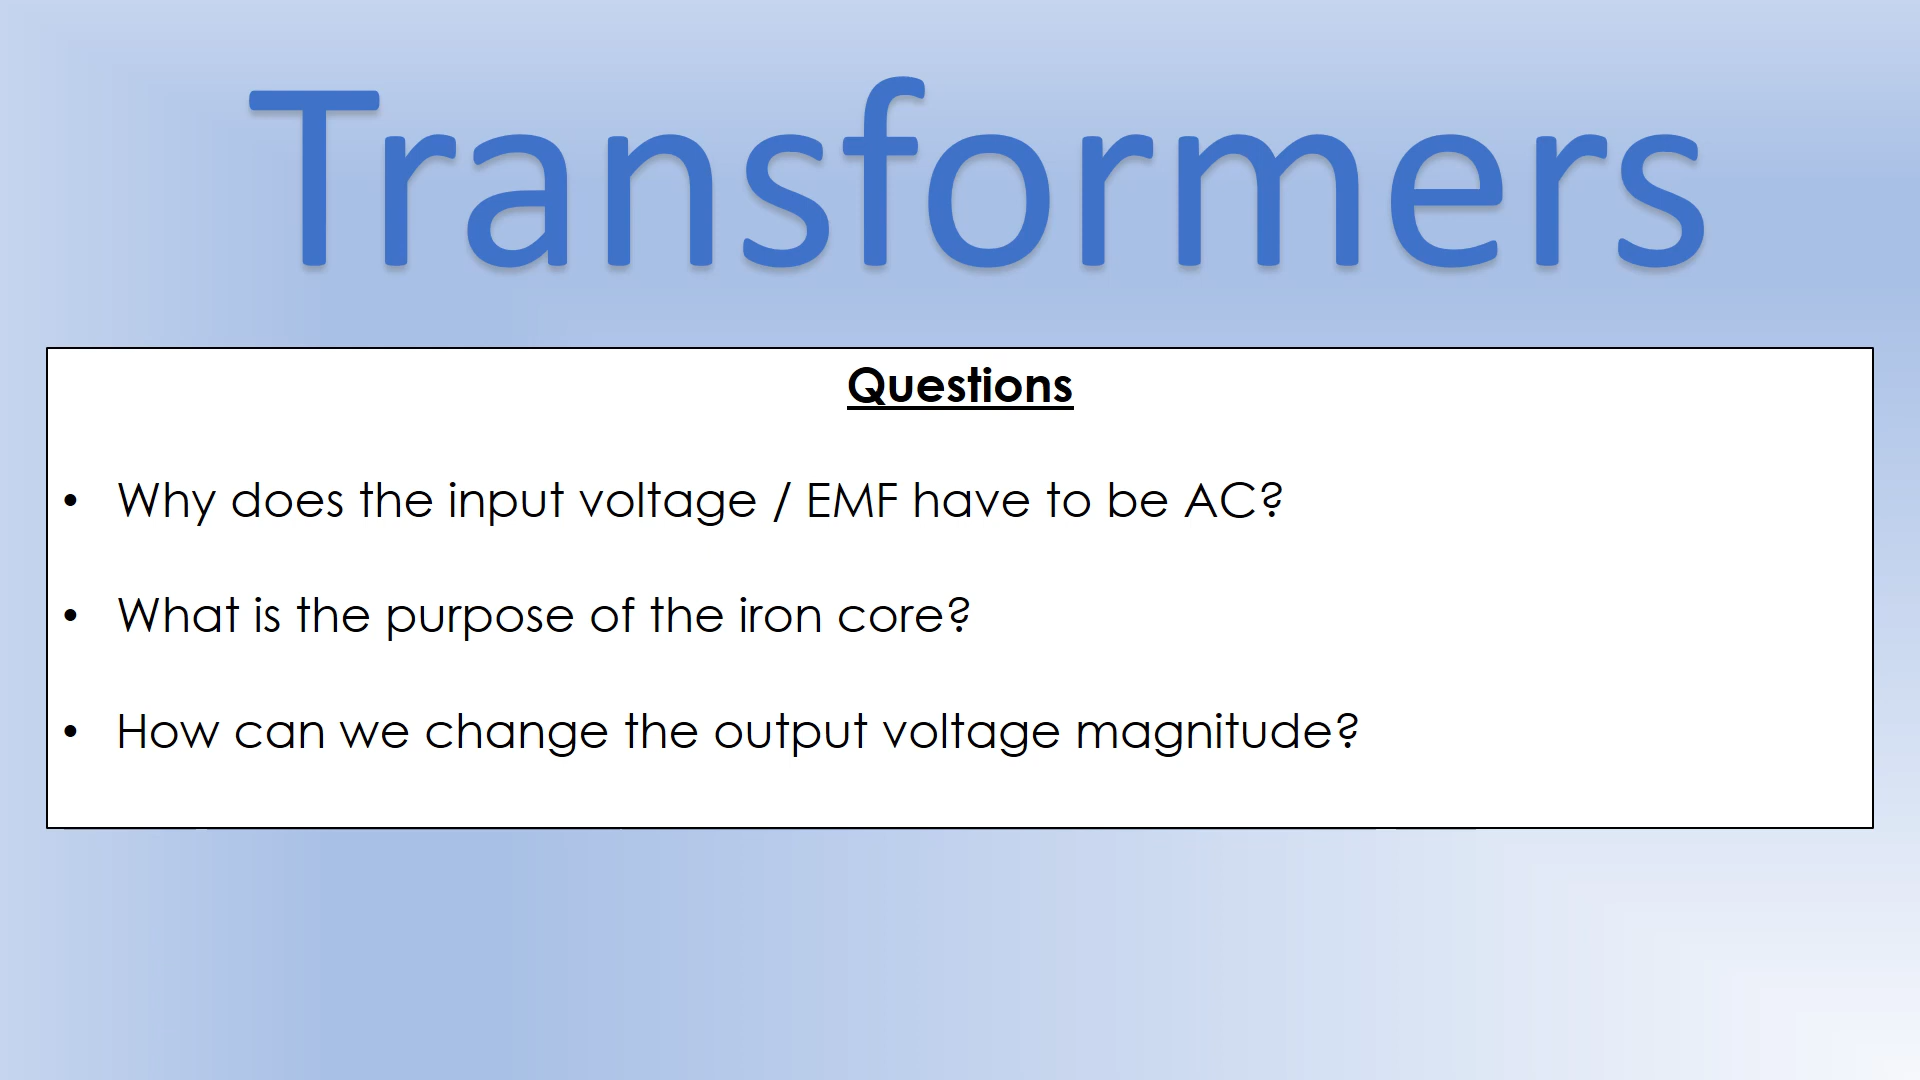 Transformers
Questions
• Why does the input voltage / EMF have to be AC?
• What is the purpose of the iron core?
• How can we change the output voltage magnitude?